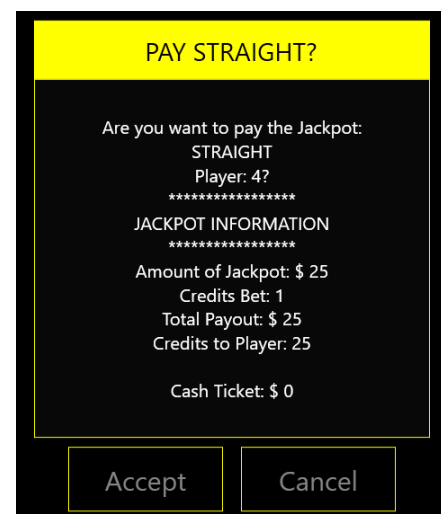 PAY STRAIGHT?
Are you want to pay the Jackpot:
STRAIGHT
Player: 4?
*****************
JACKPOT INFORMATION
*****************
Amount of Jackpot: $ 25
Credits Bet: 1
Total Payout: $ 25
Credits to Player: 25
Cash Ticket: $ 0
Accept Cancel